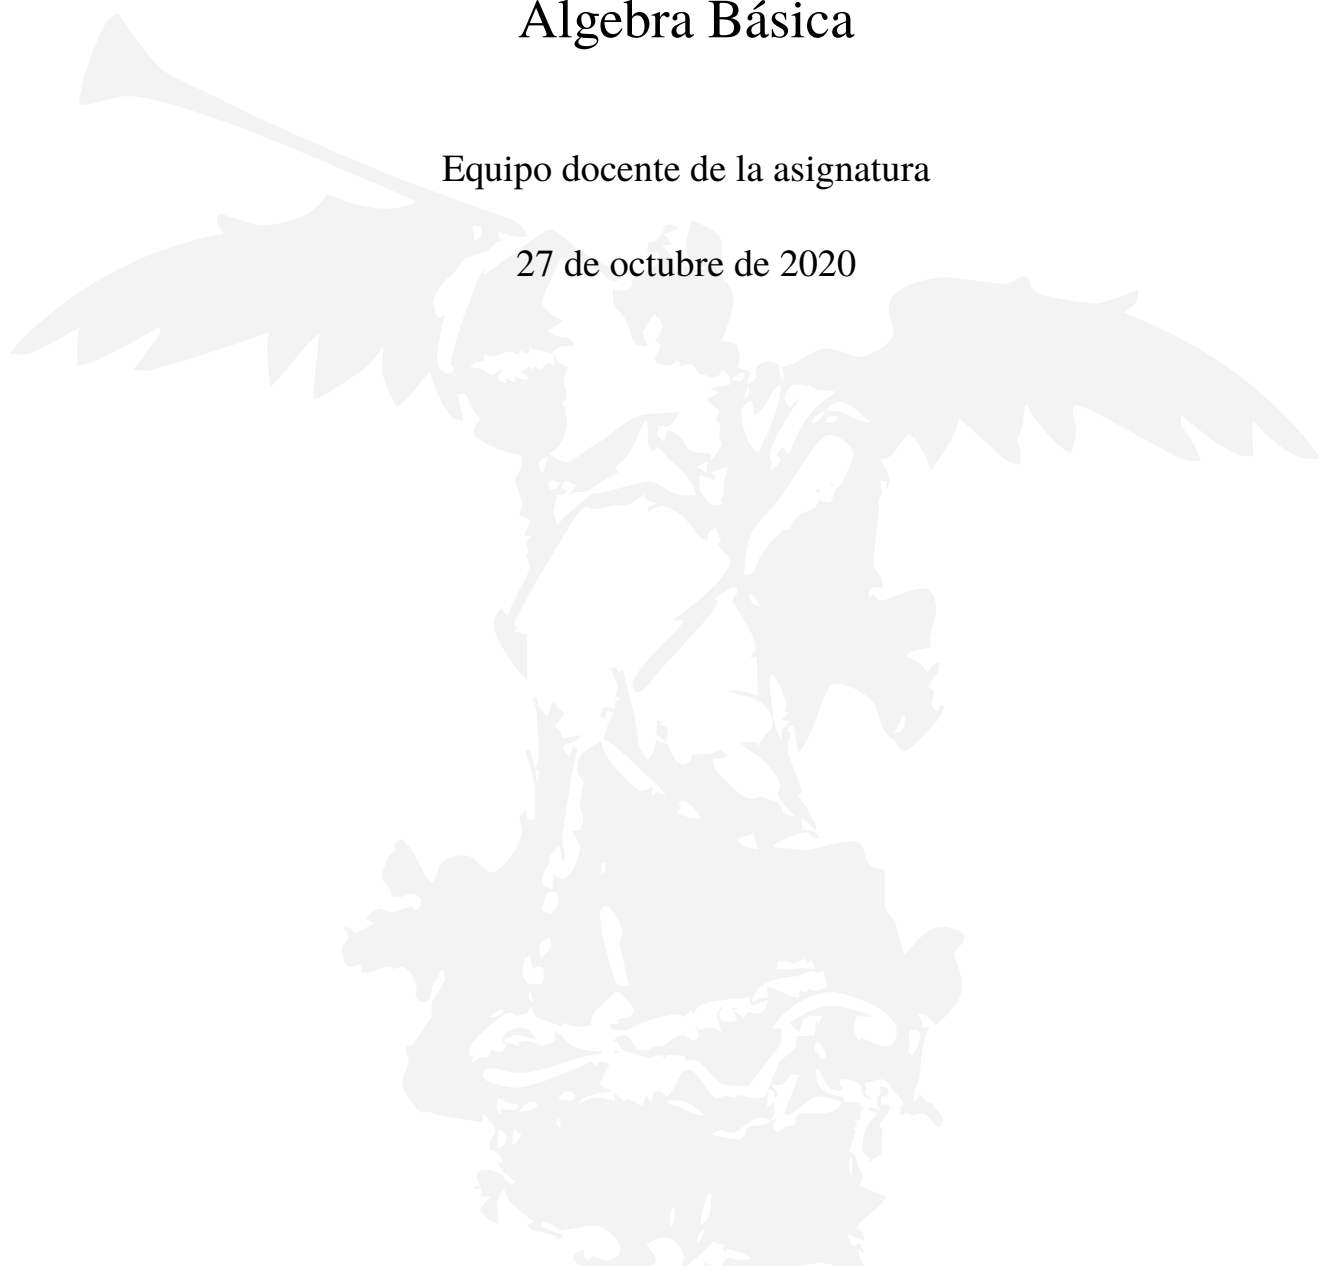 Álgebra Básica
Equipo docente de la asignatura
27 de octubre de 2020